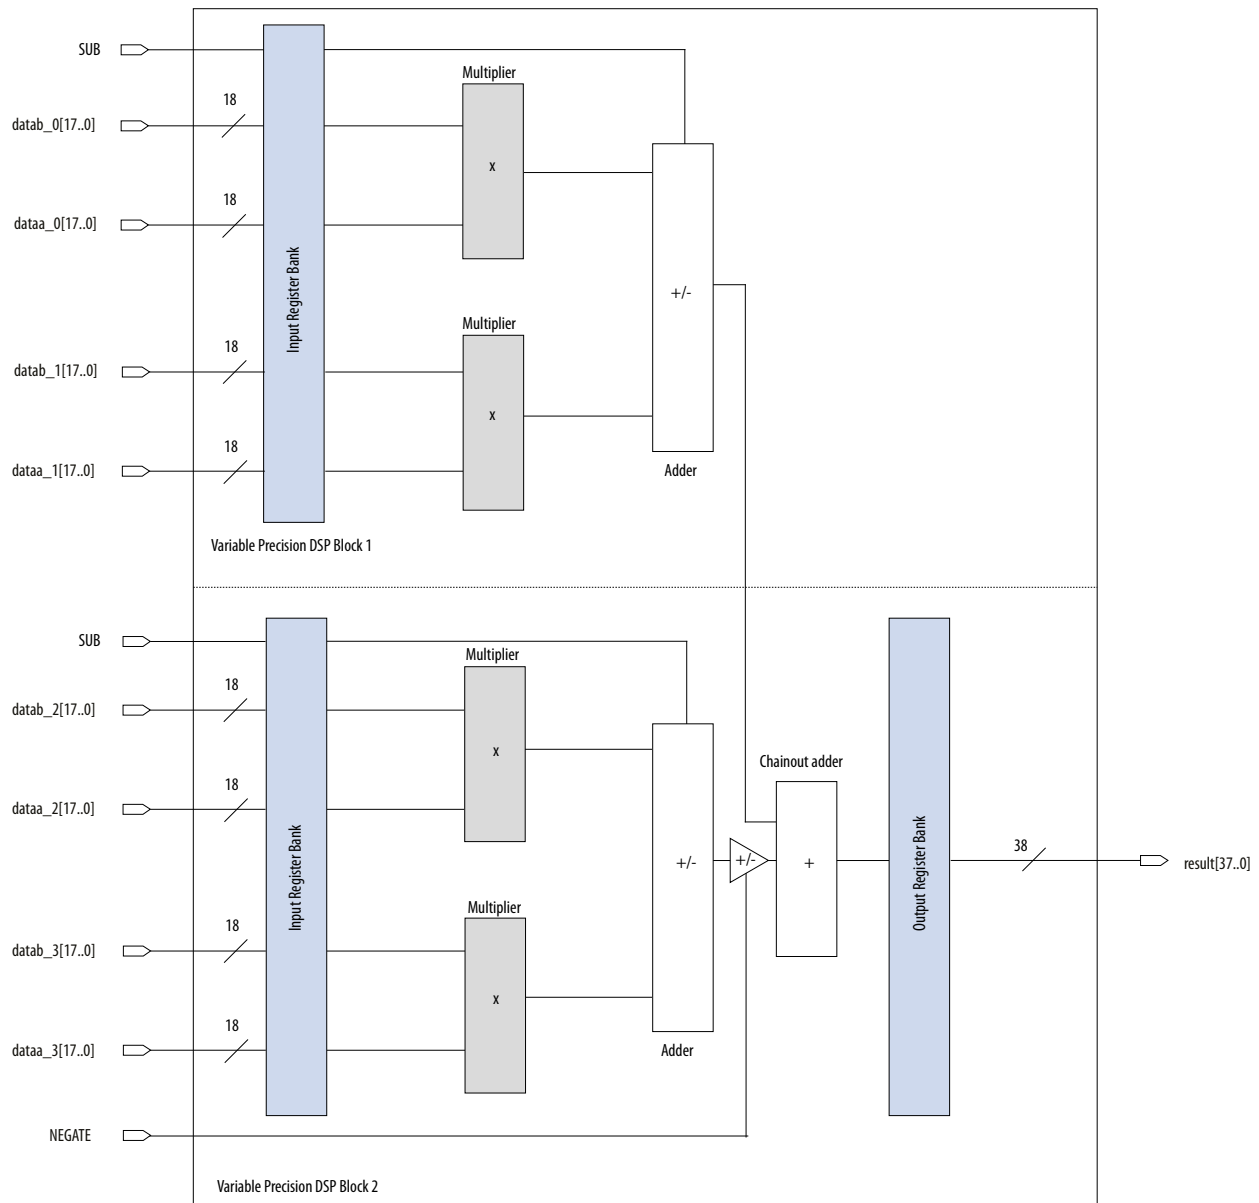 SUB
Multiplier
18
datab_0[17..0]
x
18
dataa_0[17..0]
Input Register Bank
+/-
Multiplier
18
datab_1[17..0]
x
18
dataa_1[17..0]
Adder
Variable Precision DSP Block 1
SUB
Multiplier
18
datab_2[17..0]
x
Chainout adder
18
dataa_2[17..0]
Input Register Bank
+/-
+/-
+
Output Register Bank
38
result[37..0]
Multiplier
18
datab_3[17..0]
x
18
dataa_3[17..0]
Adder
NEGATE
Variable Precision DSP Block 2